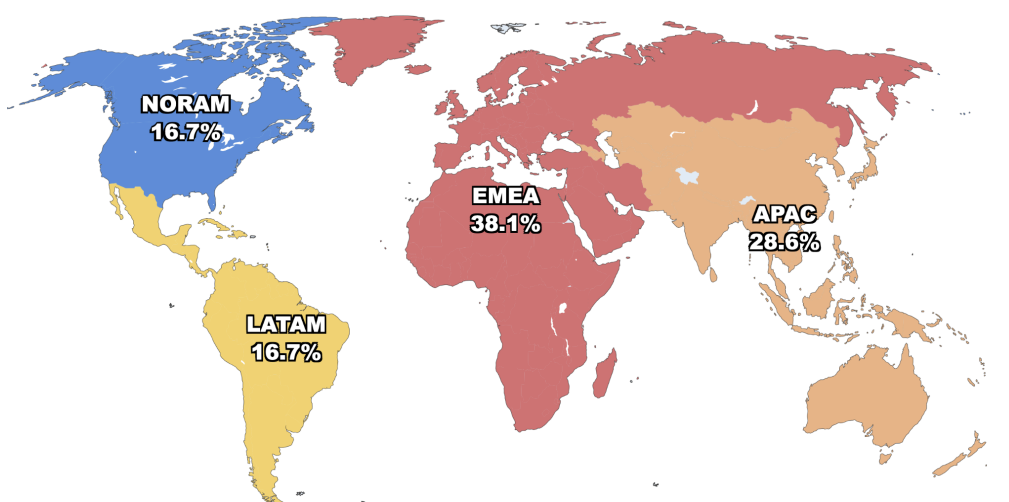 NORAM
16.7%
EMEA
38.1%
APAC
28.6%
LATAM
16.7%